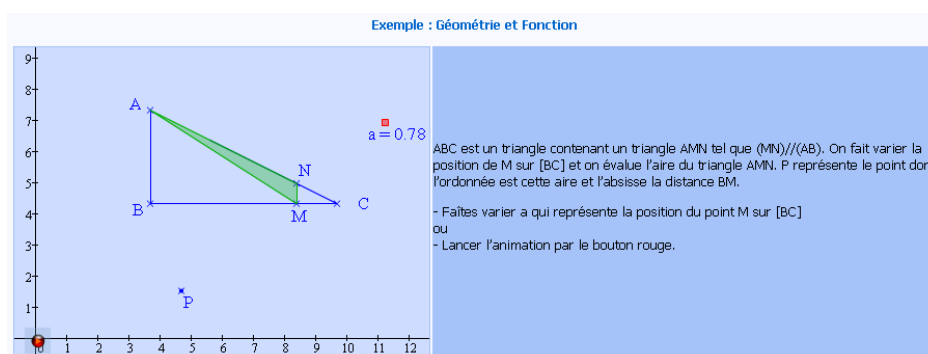 Exemple : Géométrie et Fonction
9
8
A
7
a = 0.78
6
N
5
B
M
C
4
3
2
P
1
1 2 3 4 5 6 7 8 9 10 11 12
ABC est un triangle contenant un triangle AMN tel que (MN)//(AB). On fait varier la
position de M sur [BC] et on évalue l'aire du triangle AMN. P représente le point don
l'ordonnée est cette aire et l'absisse la distance BM.
- Faîtes varier a qui représente la position du point M sur [BC]
ou
- Lancer l'animation par le bouton rouge.